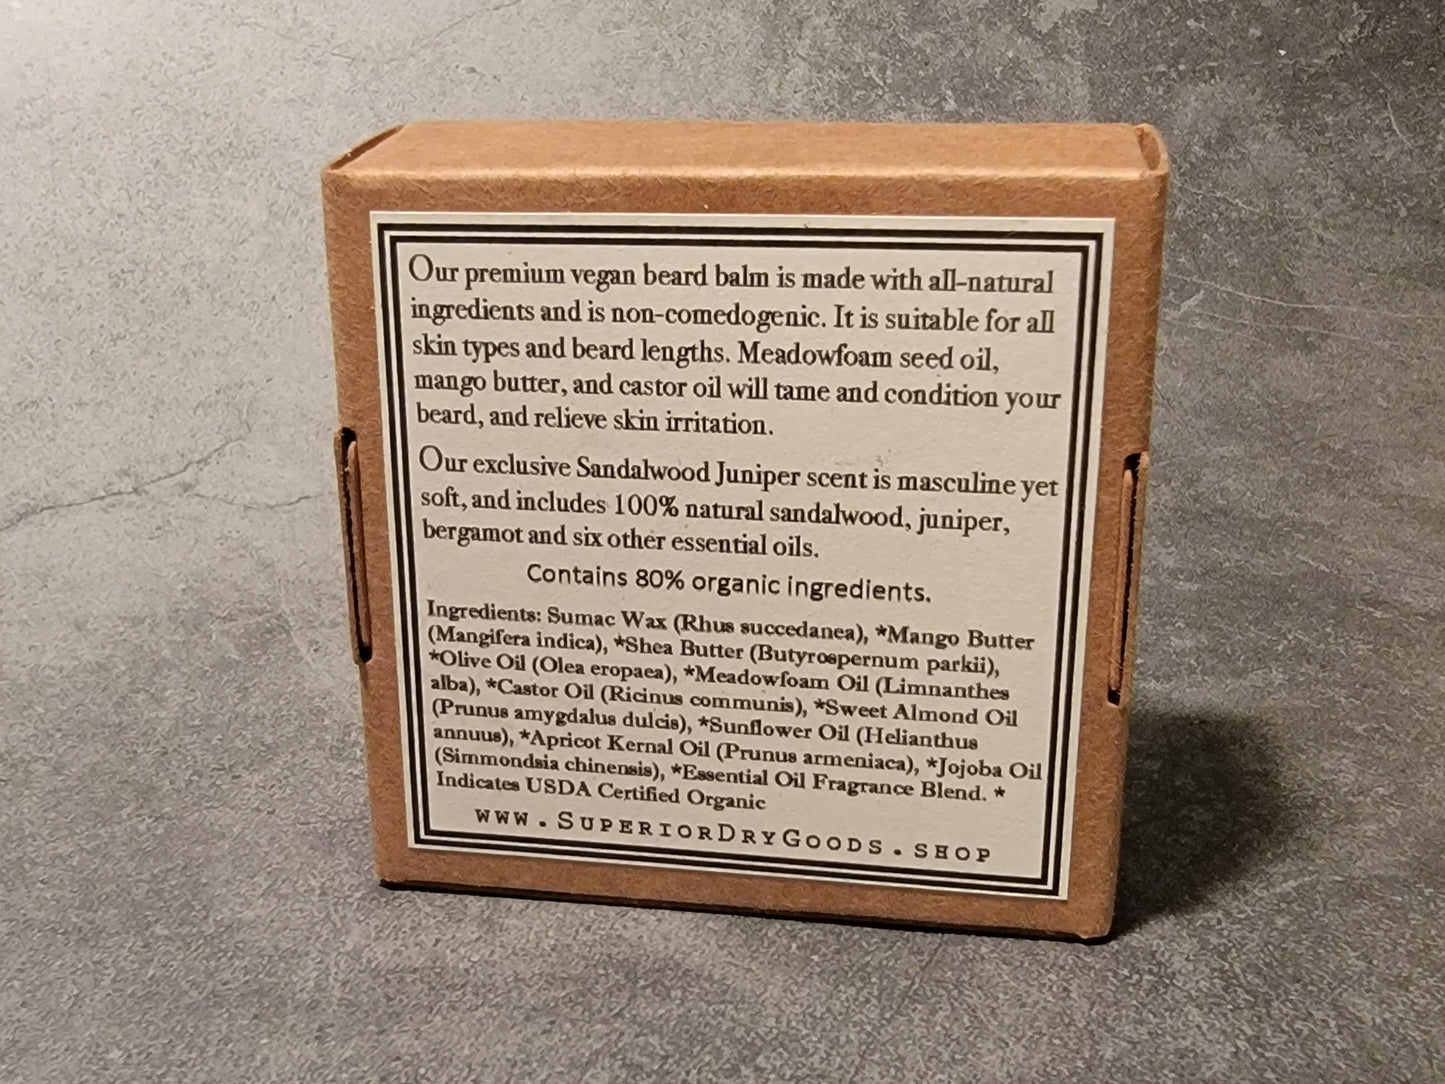 Our premium vegan beard balm is made with all-natural
ingredients and is non-comedogenic. It is suitable for all
skin types and beard lengths. Meadowfoam seed oil,
mango butter, and castor oil will tame and condition your
beard, and relieve skin irritation.
Our exclusive Sandalwood Juniper scent is masculine yet
soft, and includes 100% natural sandalwood, juniper,
bergamot and six other essential oils.
Contains 80% organic ingredients.
Ingredients: Sumac Wax (Rhus succedanea), *Mango Butter
(Mangifera indica), *Shea Butter (Butyrospernum parkii),
*Olive Oil (Olea eropaea), *Meadowfoam Oil (Limnanthes
alba), *Castor Oil (Ricinus communis), *Sweet Almond Oil
(Prunus amygdalus dulcis), *Sunflower Oil (Helianthus
annuus), *Apricot Kernal Oil (Prunus armeniaca), *Jojoba Oil
(Simmondsia chinensis), *Essential Oil Fragrance Blend. *
Indicates USDA Certified Organic
www.SuperiorDryGoods.shop